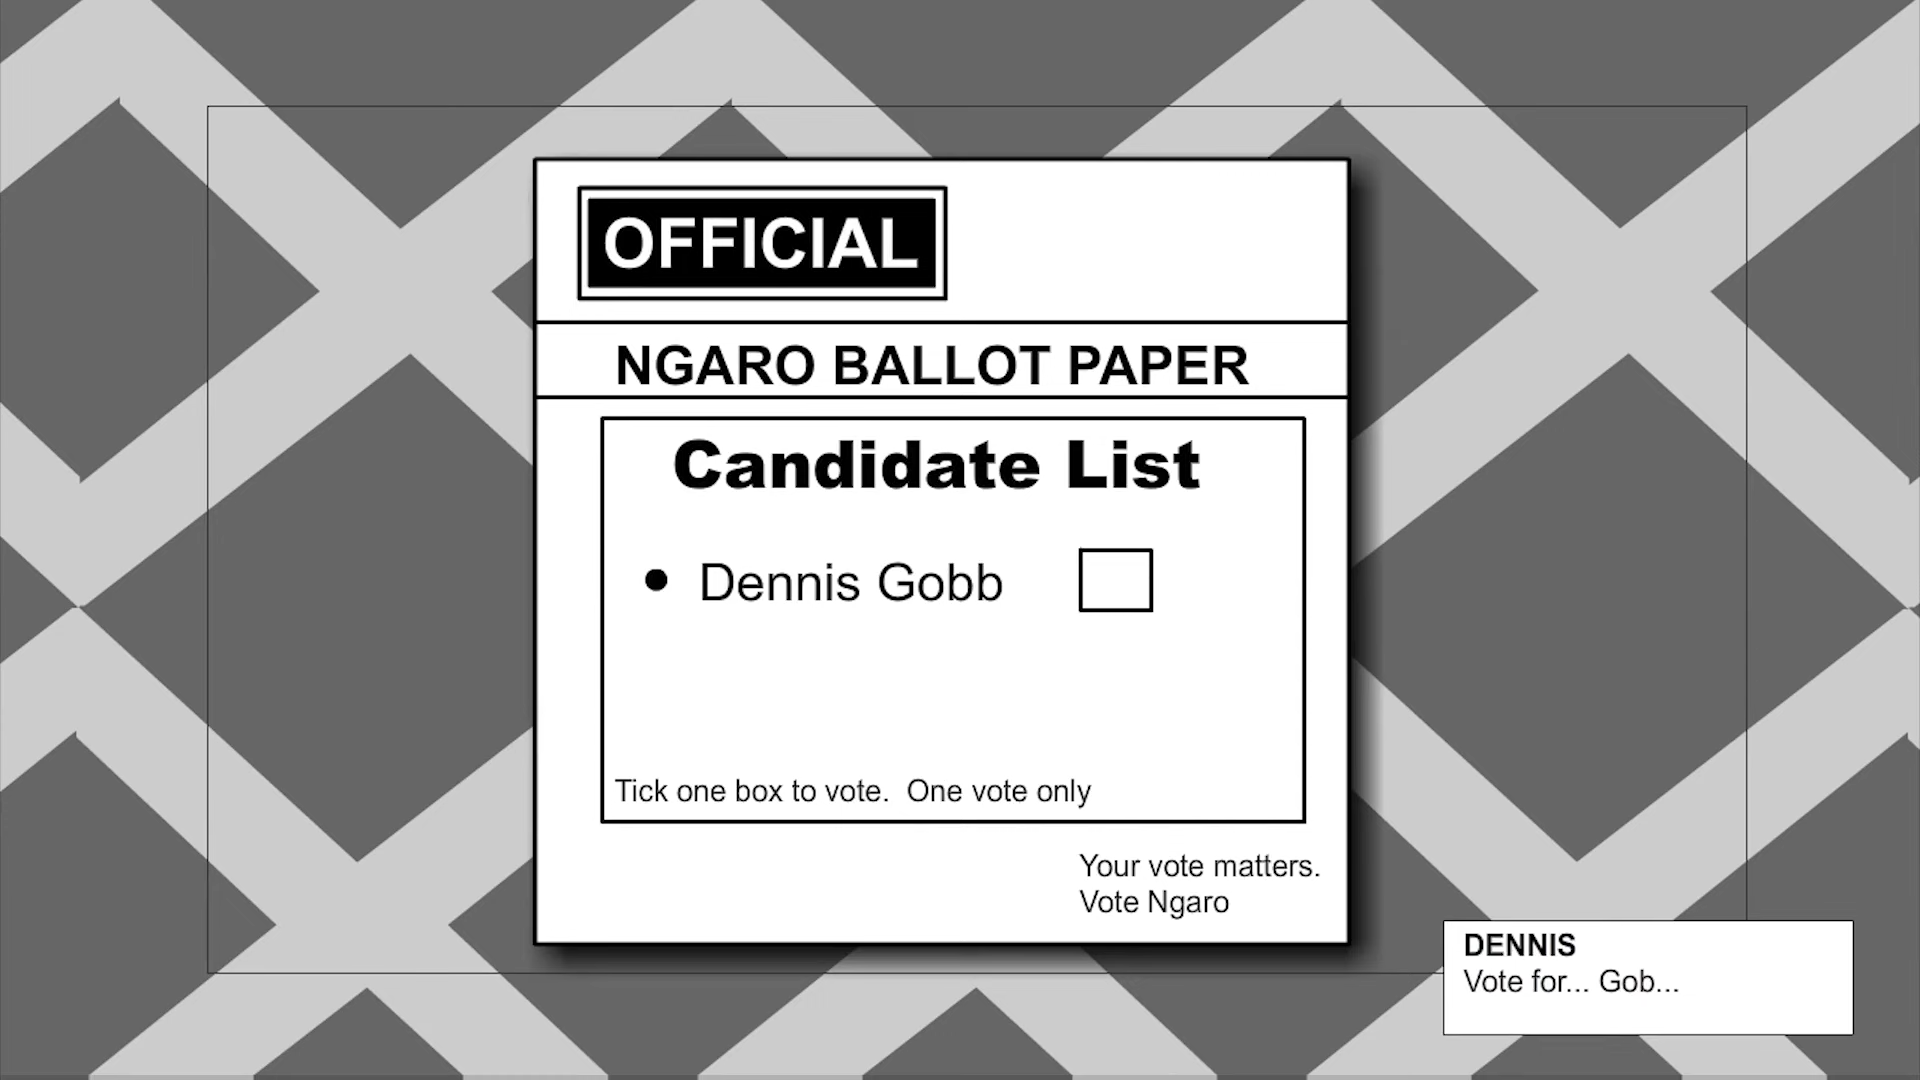 OFFICIAL
NGARO BALLOT PAPER
Candidate List
• Dennis Gobb
Tick one box to vote. One vote only
Your vote matters.
Vote Ngaro
DENNIS
Vote for... Gob...